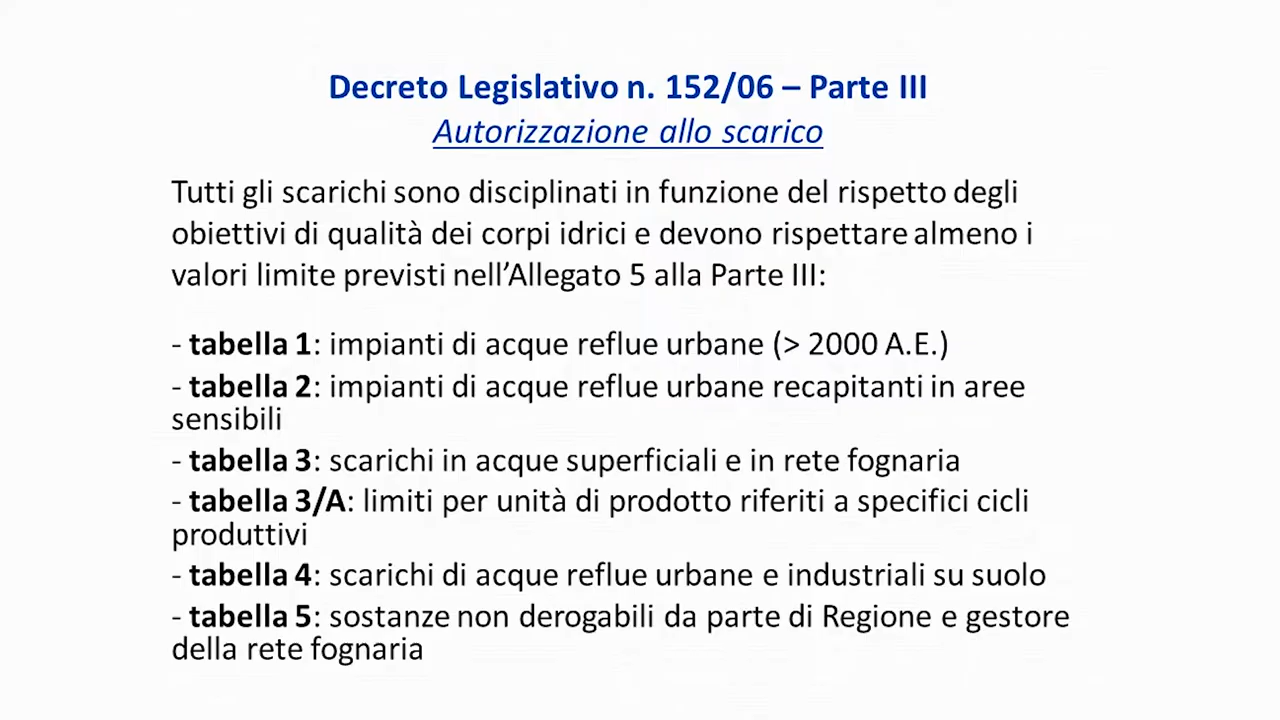 Decreto Legislativo n. 152/06 – Parte III
Autorizzazione allo scarico
Tutti gli scarichi sono disciplinati in funzione del rispetto degli
obiettivi di qualità dei corpi idrici e devono rispettare almeno i
valori limite previsti nell’Allegato 5 alla Parte III:
- tabella 1: impianti di acque reflue urbane (> 2000 A.E.)
- tabella 2: impianti di acque reflue urbane recapitanti in aree
sensibili
- tabella 3: scarichi in acque superficiali e in rete fognaria
- tabella 3/A: limiti per unità di prodotto riferiti a specifici cicli
produttivi
- tabella 4: scarichi di acque reflue urbane e industriali su suolo
- tabella 5: sostanze non derogabili da parte di Regione e gestore
della rete fognaria